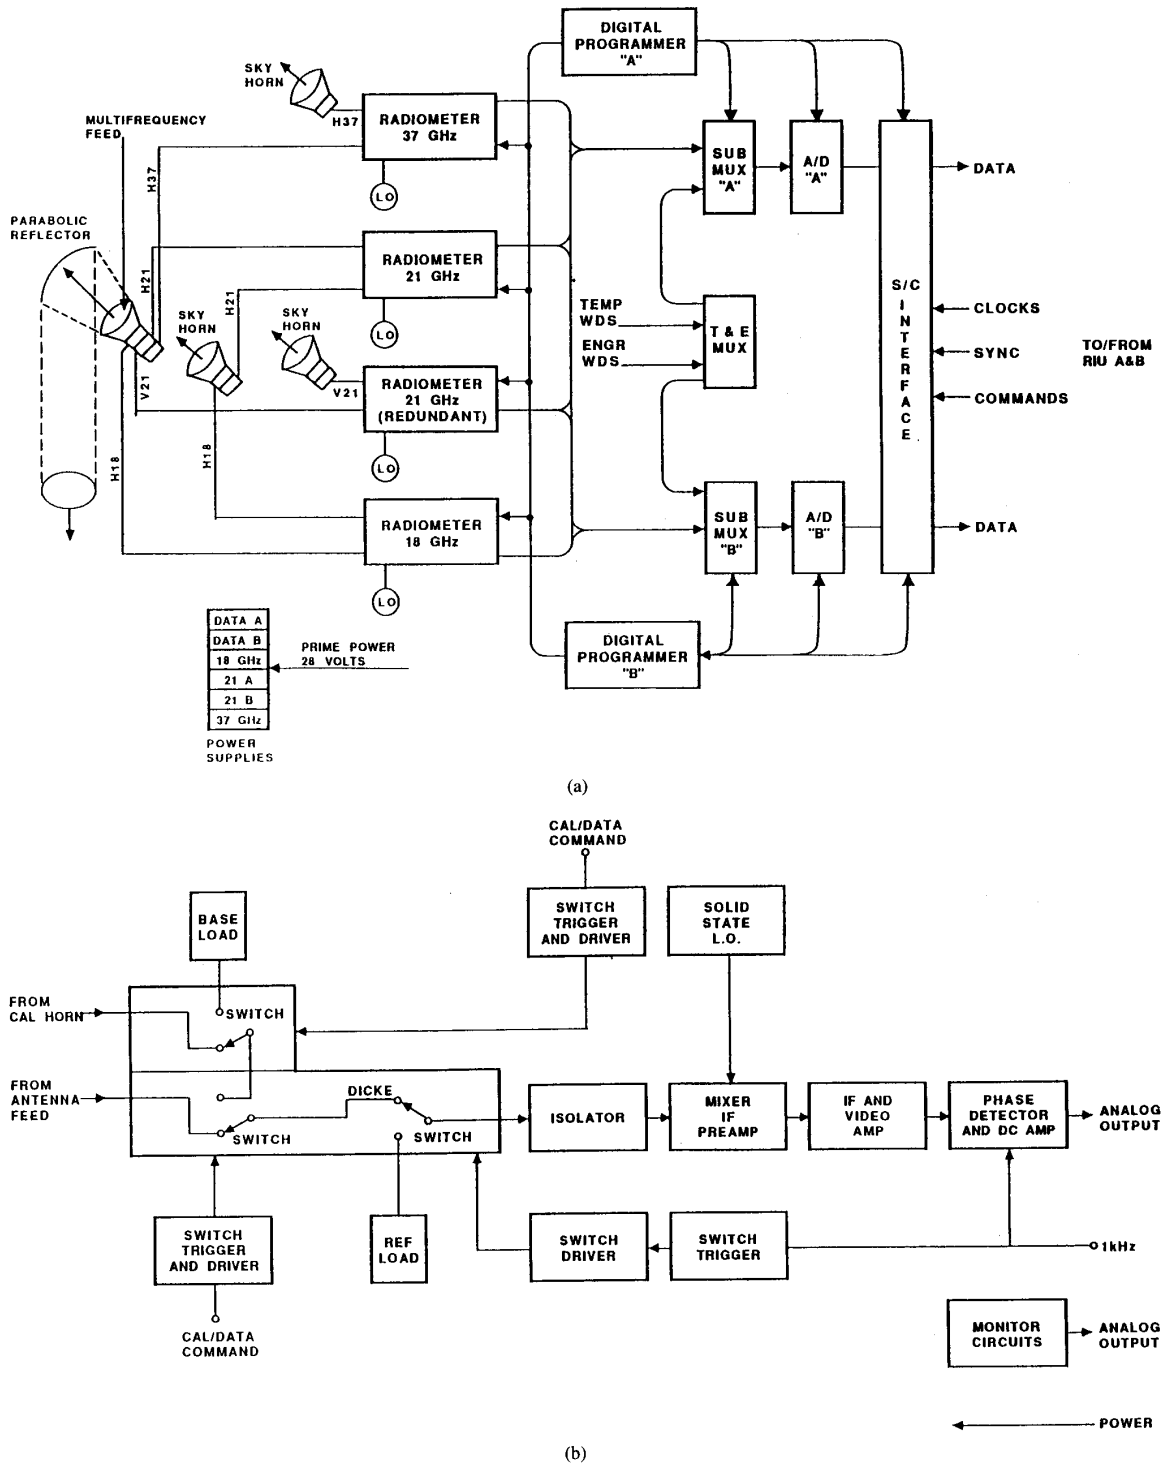 DIGITAL
PROGRAMMER
"A"
SKY
HORN
H37
RADIOMETER
37 GHz
LO
MULTIFREQUENCY
FEED
H37
SUB
MUX
"A"
A/D
"A"
DATA
PARABOLIC
REFLECTOR
H21
RADIOMETER
21 GHz
LO
H21
SKY
HORN
SKY
HORN
V21
V21
TEMP
WDS
ENGR
WDS
T & E
MUX
S/C
INTERFACE
CLOCKS
SYNC
COMMANDS
TO/FROM
RIU A&B
RADIOMETER
21 GHz
(REDUNDANT)
LO
H18
H18
RADIOMETER
18 GHz
LO
SUB
MUX
"B"
A/D
"B"
DATA
DIGITAL
PROGRAMMER
"B"
DATA A
DATA B
18 GHz
21 A
21 B
37 GHz
POWER
SUPPLIES
PRIME POWER
28 VOLTS
(a)
CAL/DATA
COMMAND
BASE
LOAD
SWITCH
TRIGGER
AND DRIVER
SOLID
STATE
L.O.
FROM
CAL HORN
SWITCH
FROM
ANTENNA
FEED
DICKE
SWITCH
SWITCH
ISOLATOR
MIXER
IF
PREAMP
IF AND
VIDEO
AMP
PHASE
DETECTOR
AND DC AMP
ANALOG
OUTPUT
SWITCH
TRIGGER
AND DRIVER
REF
LOAD
SWITCH
DRIVER
SWITCH
TRIGGER
1kHz
CAL/DATA
COMMAND
MONITOR
CIRCUITS
ANALOG
OUTPUT
POWER
(b)